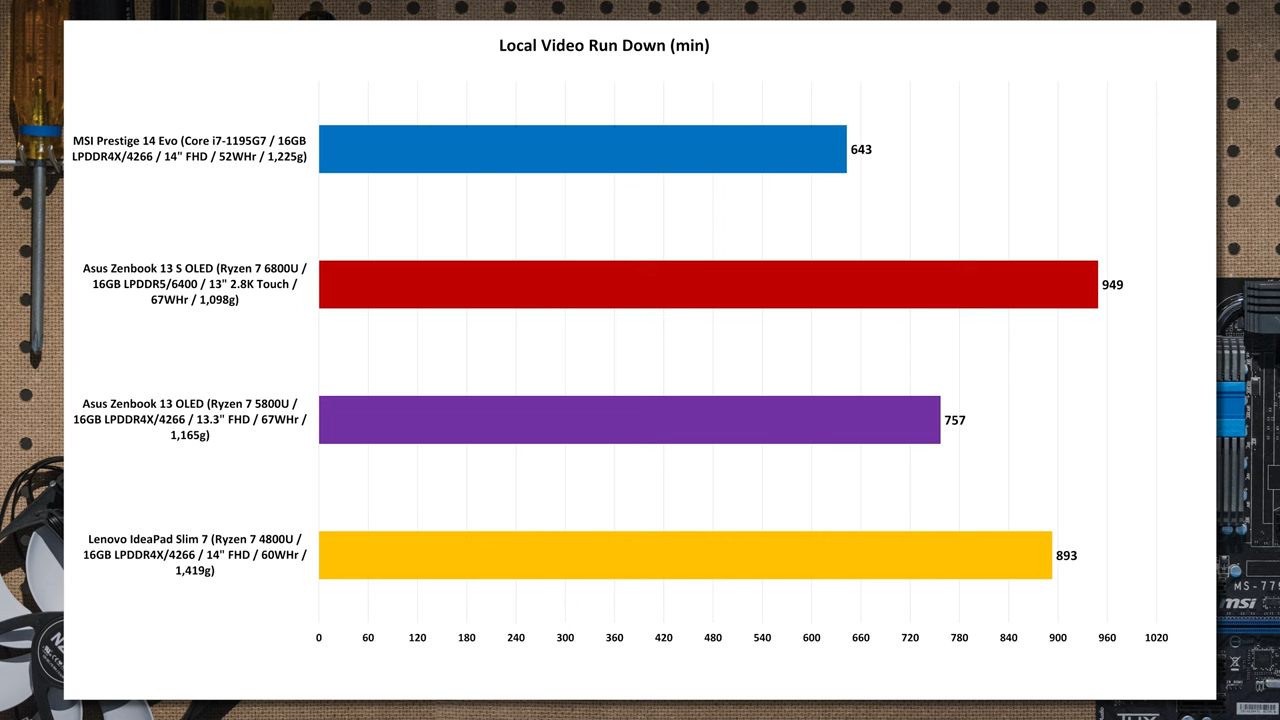 Local Video Run Down (min)
MSI Prestige 14 Evo (Core i7-1195G7 / 16GB
LPDDR4X/4266 / 14" FHD / 52WHr / 1,225g)
643
Asus Zenbook 13 S OLED (Ryzen 7 6800U /
16GB LPDDR5/6400 / 13" 2.8K Touch /
67WHr / 1,098g)
949
Asus Zenbook 13 OLED (Ryzen 7 5800U /
16GB LPDDR4X/4266 / 13.3" FHD / 67WHr /
1,165g)
757
Lenovo IdeaPad Slim 7 (Ryzen 7 4800U /
16GB LPDDR4X/4266 / 14" FHD / 60WHr /
1,419g)
893
0 60 120 180 240 300 360 420 480 540 600 660 720 780 840 900 960 1020
MS-779
msi